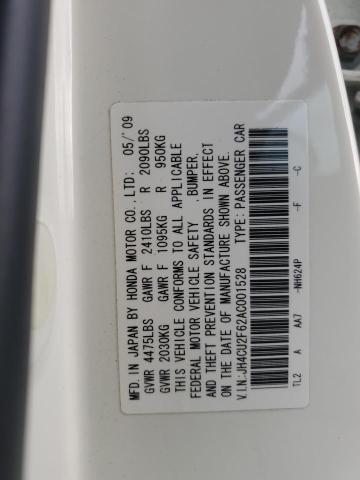 MFD. IN JAPAN BY HONDA MOTOR CO., LTD: 05/'09
GVWR 4475LBS GAWR F 2410LBS R 2090LBS
GVWR 2030KG GAWR F 1095KG R 950KG
THIS VEHICLE CONFORMS TO ALL APPLICABLE
FEDERAL MOTOR VEHICLE SAFETY , BUMPER,
AND THEFT PREVENTION STANDARDS IN EFFECT
ON THE DATE OF MANUFACTURE SHOWN ABOVE.
V.I.N:JH4CU2F62AC001528 TYPE:PASSENGER CAR
TL2 A AA7 -NH624P -F -C